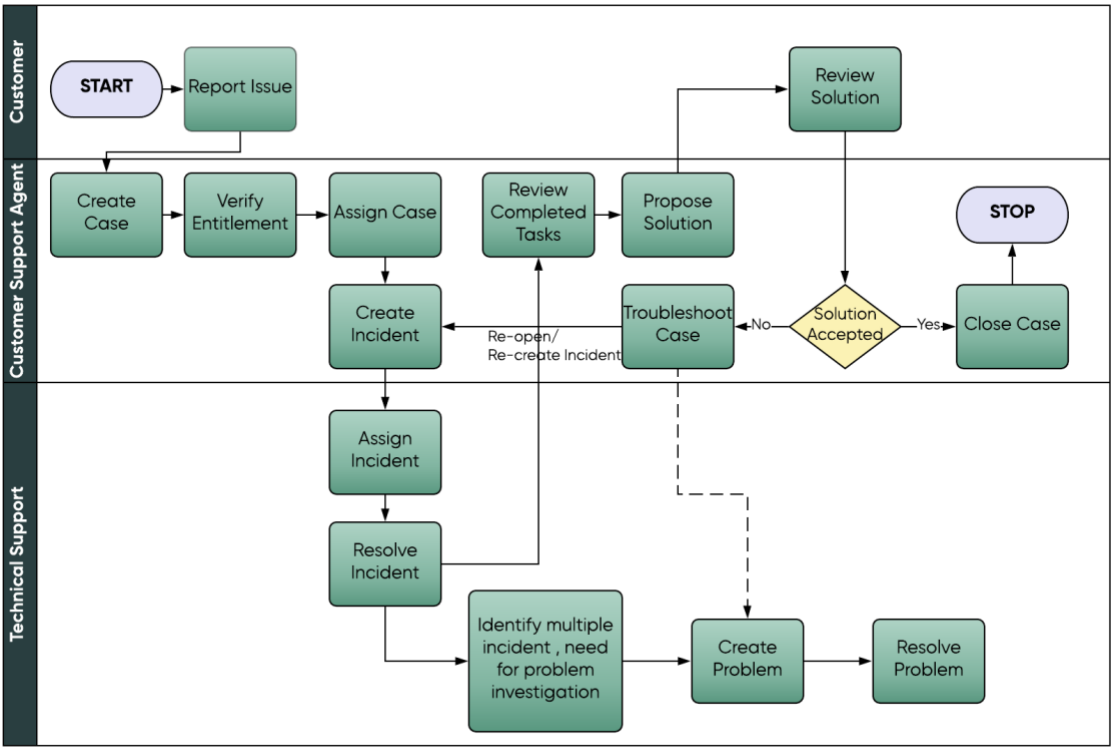 Customer
START
Report Issue
Review
Solution
Customer Support Agent
Create
Case
Verify
Entitlement
Assign Case
Review
Completed
Tasks
Propose
Solution
STOP
Create
Incident
Re-open/
Re-create Incident
Troubleshoot
Case
No
Solution
Accepted
Yes
Close Case
Technical Support
Assign
Incident
Resolve
Incident
Identify multiple
incident , need
for problem
investigation
Create
Problem
Resolve
Problem